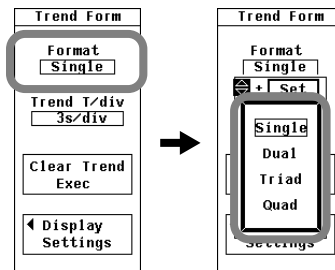 Trend Form
Format
Single
Trend T/div
3s/div
Clear Trend
Exec
Display
Settings
Trend Form
Format
Single
+ Set
Single
Dual
Triad
Quad
Settings